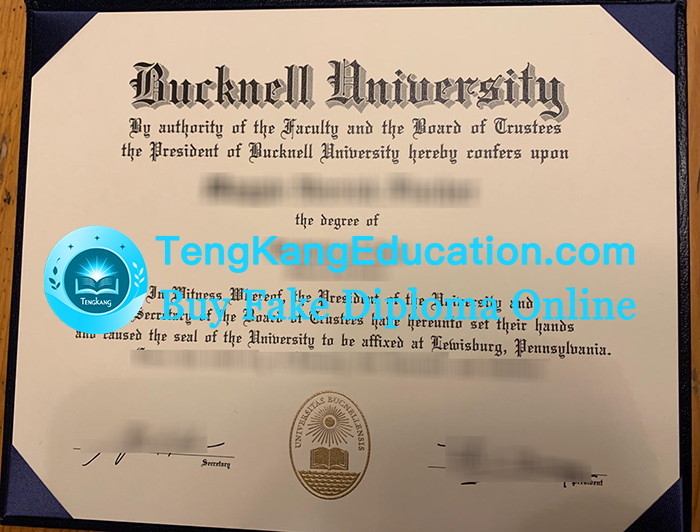 Bucknell University
By authority of the Faculty and the Board of Trustees
the President of Bucknell University hereby confers upon
the degree of
TengKangEducation.com
TENGKANG
Buy Fake Diploma Online
In Witness Whereof, the President of the University and
Secretary of the Board of Trustees have hereunto set their hands
and caused the seal of the University to be affixed at Lewisburg, Pennsylvania.
UNIVERSITAS BUCNELLENSIS
Secretary
President